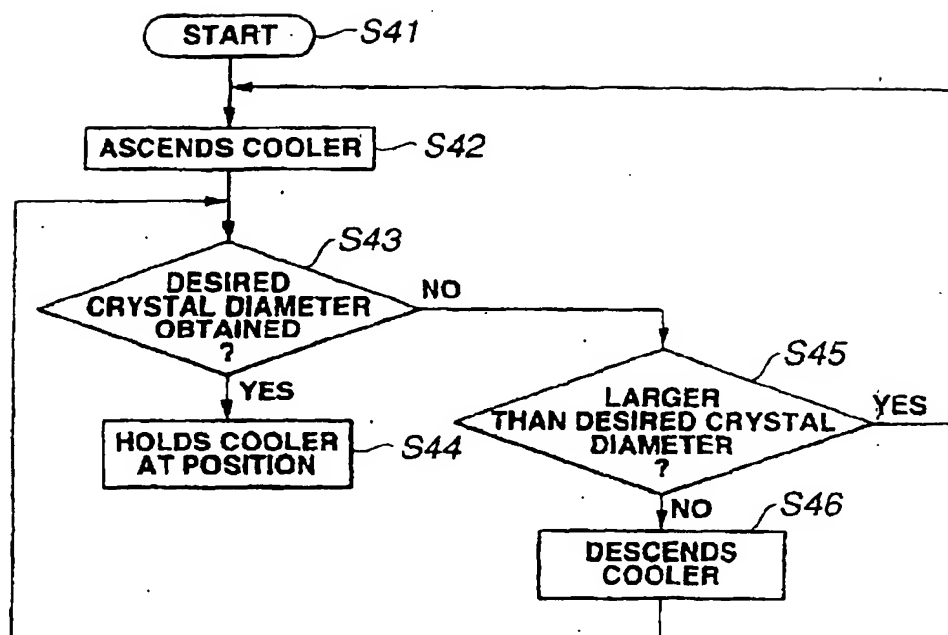 START
S41
ASCENDS COOLER
S42
S43
DESIRED
CRYSTAL DIAMETER
OBTAINED
?
NO
YES
HOLDS COOLER
AT POSITION
S44
S45
LARGER
THAN DESIRED CRYSTAL
DIAMETER
?
YES
NO
S46
DESCENDS
COOLER